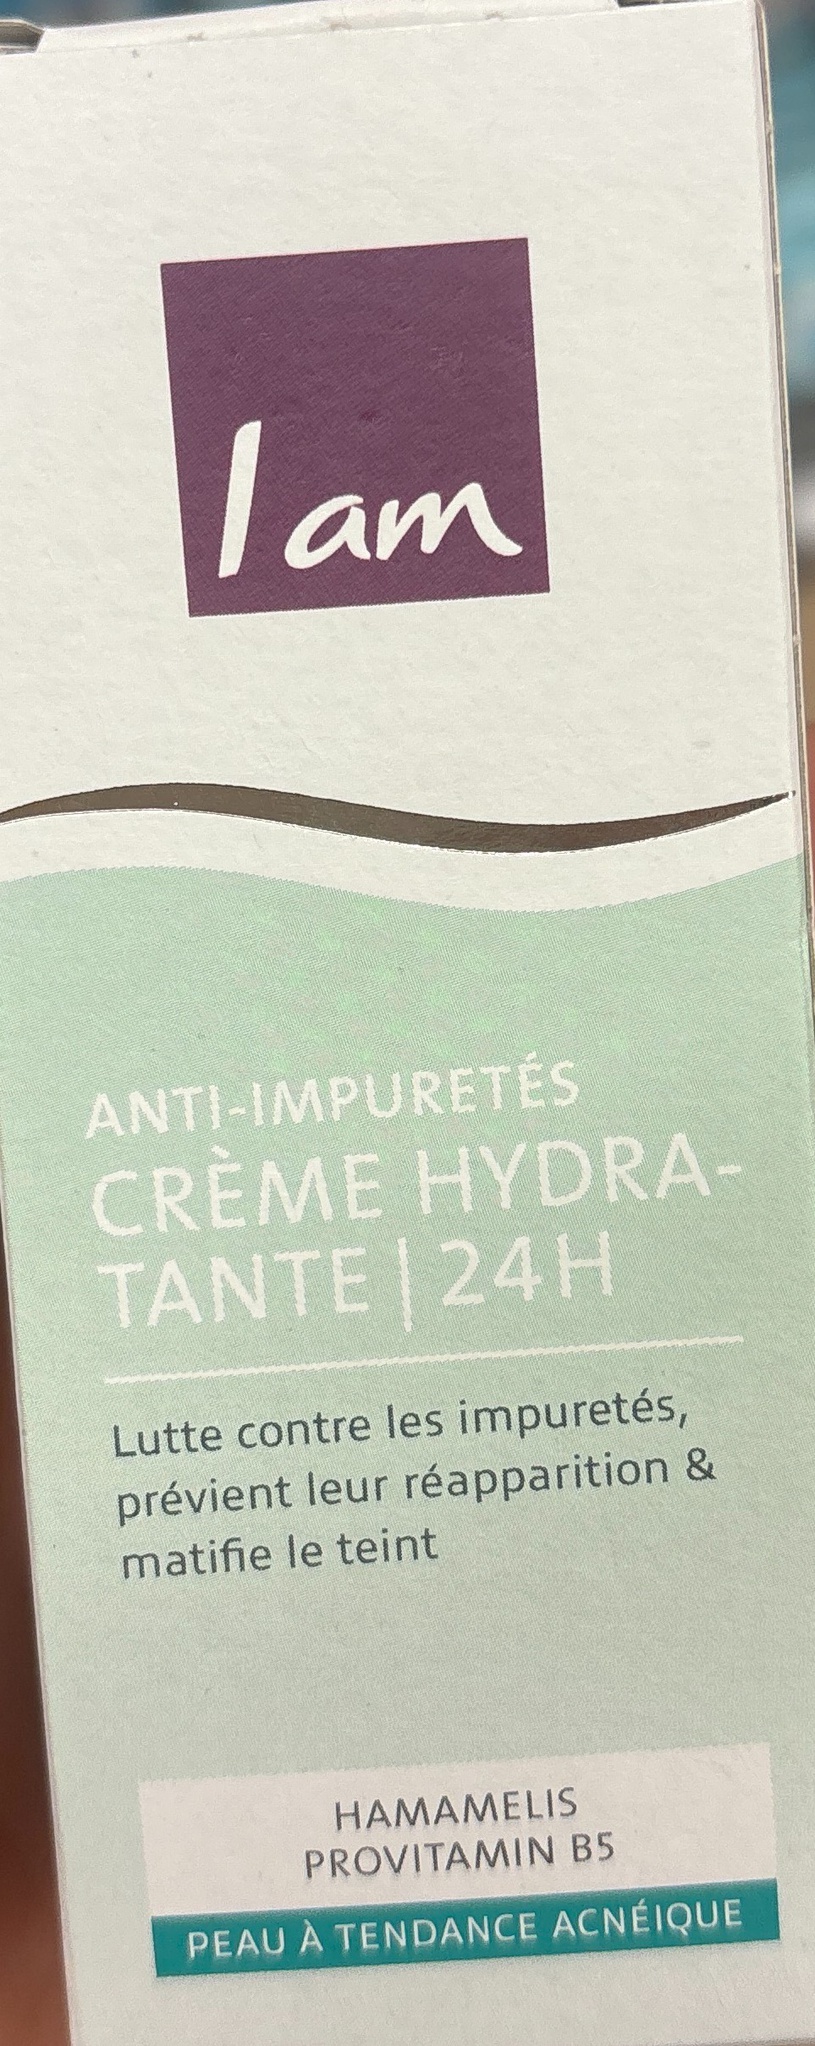 I am
ANTI-IMPURETÉS
CRÈME HYDRA-
TANTE | 24H
Lutte contre les impuretés,
prévient leur réapparition &
matifie le teint
HAMAMELIS
PROVITAMIN B5
PEAU À TENDANCE ACNÉIQUE